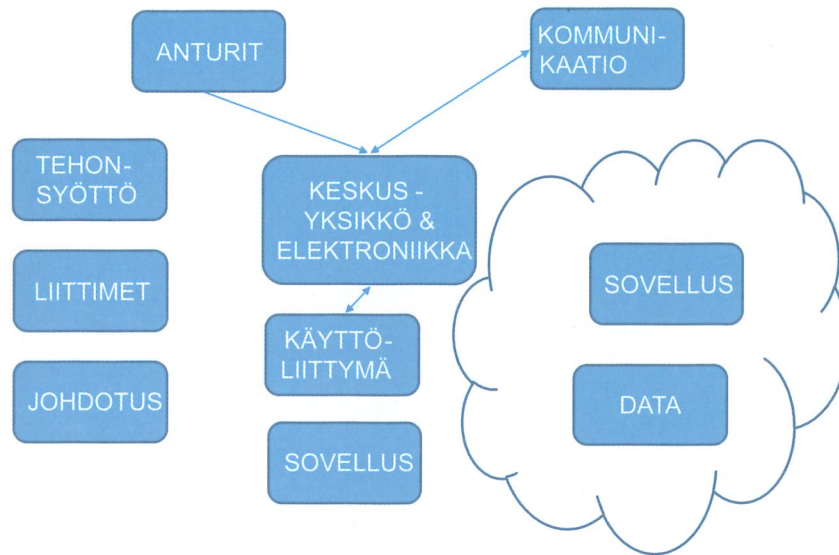 ANTURIT
KOMMUNI-
KAATIO
TEHON-
SYÖTTÖ
KESKUS -
YKSIKKÖ &
ELEKTRONIIKKA
LIITTIMET
SOVELLUS
KÄYTTÖ-
LIITTYMÄ
JOHDOTUS
DATA
SOVELLUS